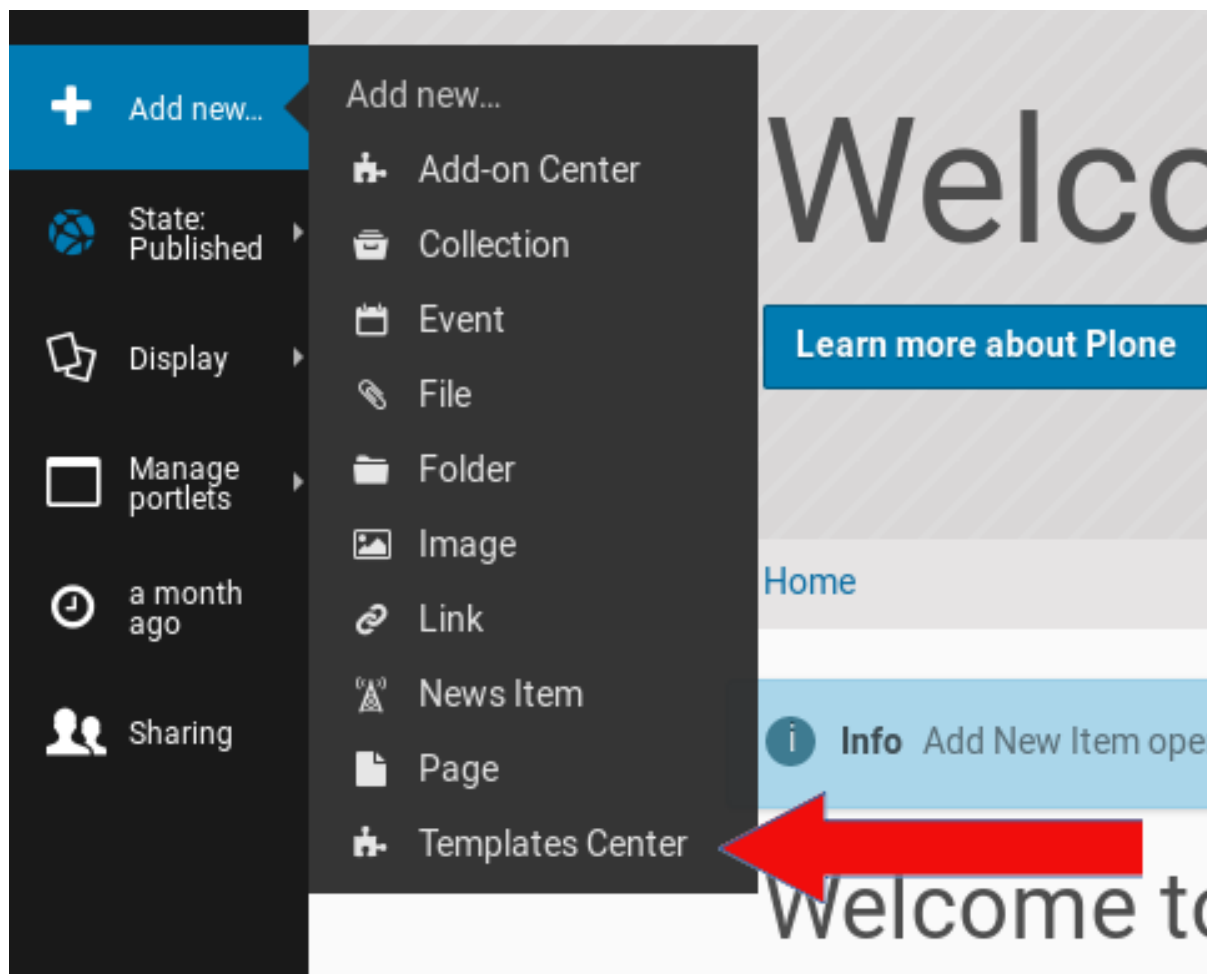 Add new…
State:
Published
Display
Manage
portlets
a month
ago
Sharing
Add new…
Add-on Center
Collection
Event
File
Folder
Image
Link
News Item
Page
Templates Center
Welco
Learn more about Plone
Home
Info Add New Item ope
Welcome to